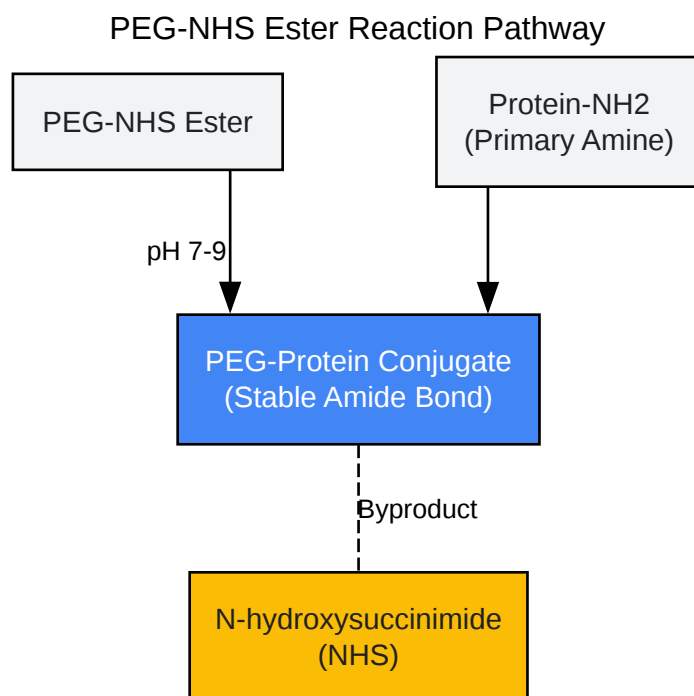 PEG-NHS Ester Reaction Pathway
PEG-NHS Ester
Protein-NH2
(Primary Amine)
pH 7-9
PEG-Protein Conjugate
(Stable Amide Bond)
Byproduct
N-hydroxysuccinimide
(NHS)